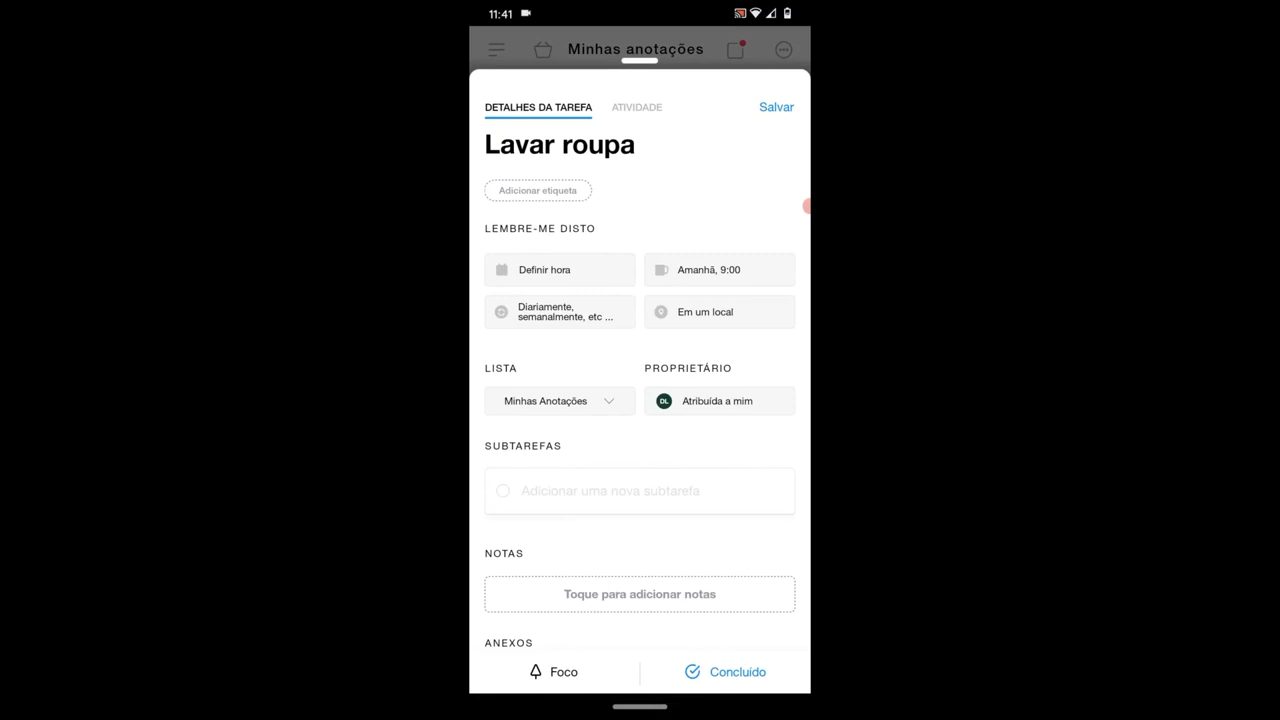 11:41
Minhas anotações
DETALHES DA TAREFA ATIVIDADE Salvar
Lavar roupa
Adicionar etiqueta
LEMBRE-ME DISTO
Definir hora Amanhã, 9:00
Diariamente,
semanalmente, etc ... Em um local
LISTA PROPRIETÁRIO
Minhas Anotações DL Atribuída a mim
SUBTAREFAS
Adicionar uma nova subtarefa
NOTAS
Toque para adicionar notas
ANEXOS
Foco Concluído